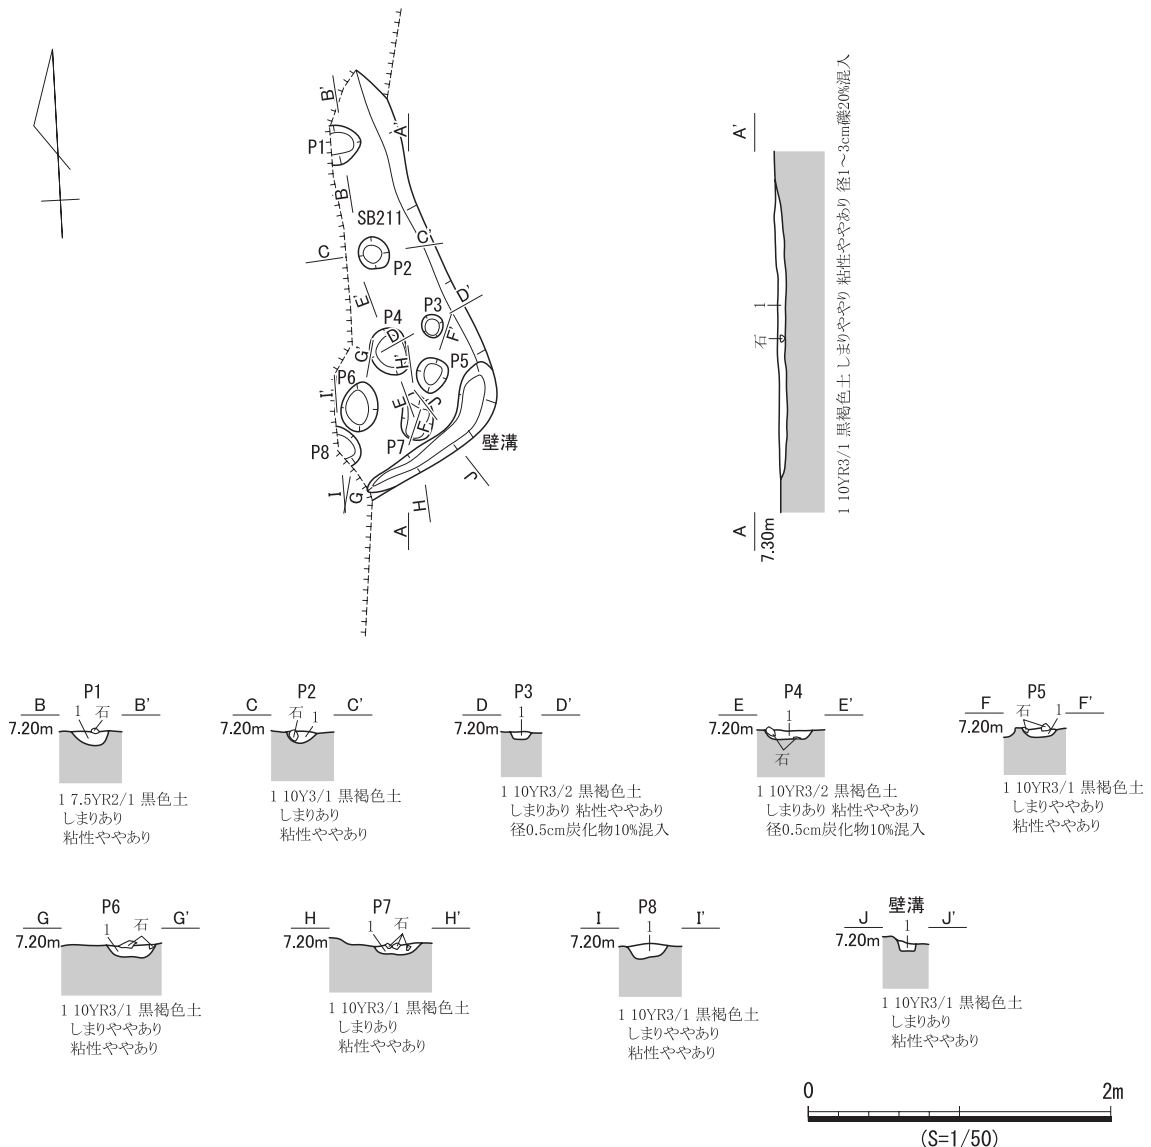 B'
A'
P1
B
SB211
C
C'
P2
E'
D'
P3
P4
D
F'
G'
H'
P5
P6
I'
E
J'
F
P7
P8
壁溝
I
G
J
H
A
A'
1
石
A
7.30m
1 10YR3/1 黒褐色土 しまりややり 粘性ややあり 径1～3cm礫20%混入
P1
B 1 石 B'
7.20m
1 7.5YR2/1 黒色土
しまりあり
粘性ややあり
P2
C 石 1 C'
7.20m
1 10Y3/1 黒褐色土
しまりあり
粘性ややあり
P3
D 1 D'
7.20m
1 10YR3/2 黒褐色土
しまりあり 粘性ややあり
径0.5cm炭化物10%混入
P4
E 1 E'
7.20m
石
1 10YR3/2 黒褐色土
しまりあり 粘性ややあり
径0.5cm炭化物10%混入
P5
F 石 1 F'
7.20m
1 10YR3/1 黒褐色土
しまりややあり
粘性ややあり
P6
G 1 石 G'
7.20m
1 10YR3/1 黒褐色土
しまりややあり
粘性ややあり
P7
H 1 石 H'
7.20m
1 10YR3/1 黒褐色土
しまりあり
粘性ややあり
P8
I 1 I'
7.20m
1 10YR3/1 黒褐色土
しまりややあり
粘性ややあり
壁溝
J 1 J'
7.20m
1 10YR3/1 黒褐色土
しまりあり
粘性ややあり
0 2m
(S=1/50)